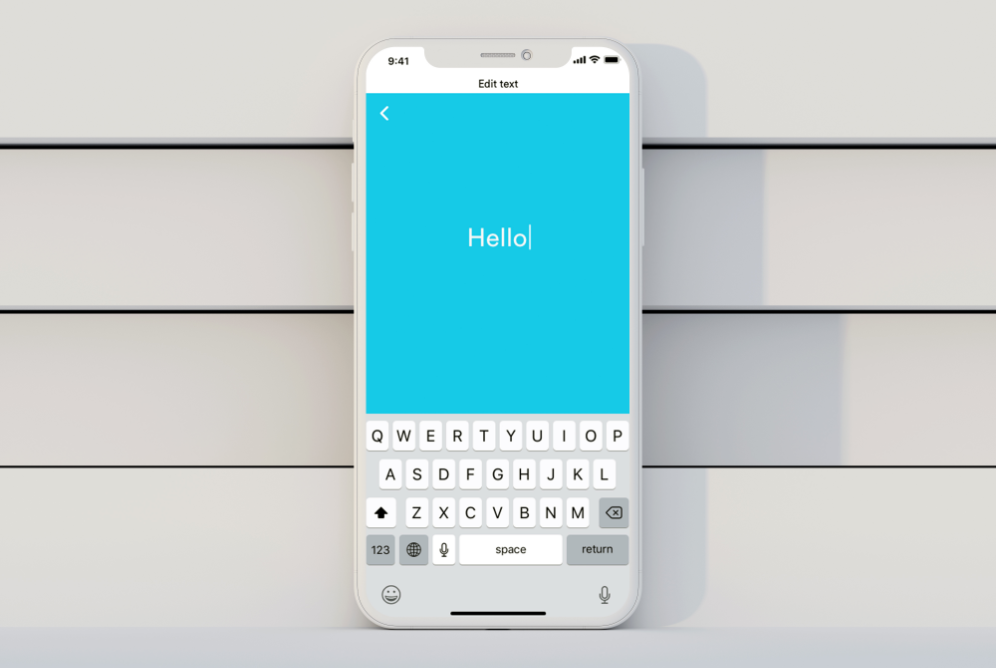 9:41
Edit text
Hello
Q W E R T Y U I O P
A S D F G H J K L
Z X C V B N M
123 space return